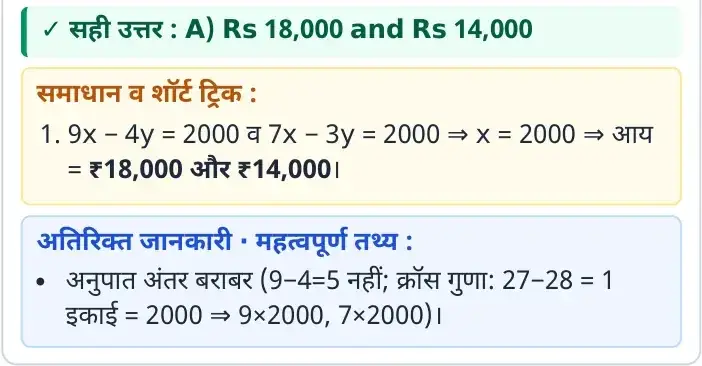 ✓ सही उत्तर : A) Rs 18,000 and Rs 14,000
समाधान व शॉर्ट ट्रिक :
1. 9x − 4y = 2000 व 7x − 3y = 2000 ⇒ x = 2000 ⇒ आय
= ₹18,000 और ₹14,000।
अतिरिक्त जानकारी · महत्वपूर्ण तथ्य :
• अनुपात अंतर बराबर (9−4=5 नहीं; क्रॉस गुणा: 27−28 = 1
इकाई = 2000 ⇒ 9×2000, 7×2000)।